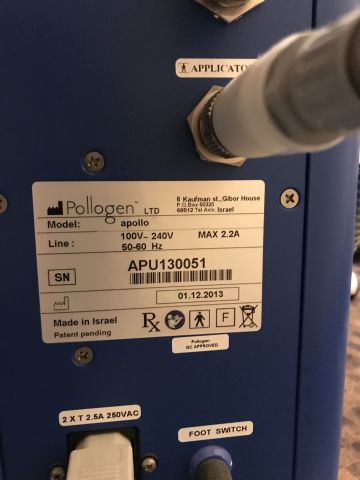 APPLICATOR
Pollogen LTD
6 Kaufman st., Gibor House
P.O.Box 50320
68012 Tel Aviv, Israel
Model: apollo
Line : 100V~ 240V MAX 2.2A
50-60 Hz
SN
APU130051
01.12.2013
Made in Israel
Patent pending
Rx
F
Pollogen
QC APPROVED
2 X T 2.5A 250VAC
FOOT SWITCH